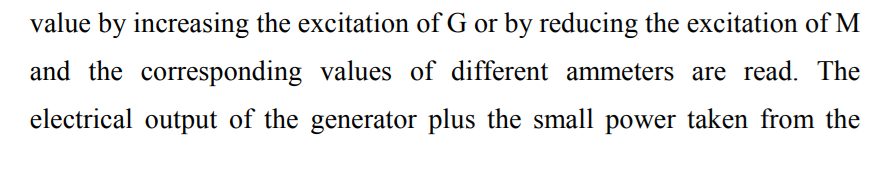 value by increasing the excitation of G or by reducing the excitation of M
and the corresponding values of different ammeters are read. The
electrical output of the generator plus the small power taken from the